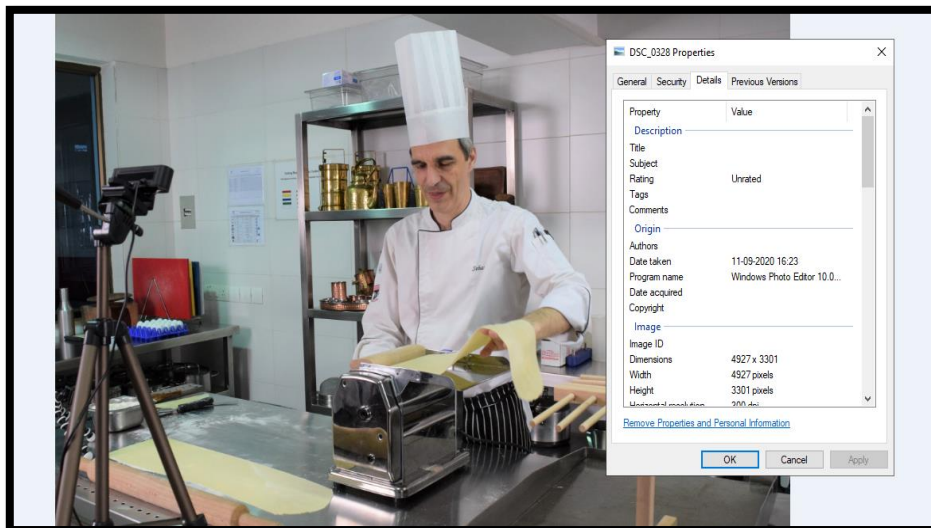 DSC_0328 Properties
General Security Details Previous Versions
Property Value
Description
Title
Subject
Rating Unrated
Tags
Comments
Origin
Authors
Date taken 11-09-2020 16:23
Program name Windows Photo Editor 10.0...
Date acquired
Copyright
Image
Image ID
Dimensions 4927 x 3301
Width 4927 pixels
Height 3301 pixels
Remove Properties and Personal Information
OK Cancel Apply